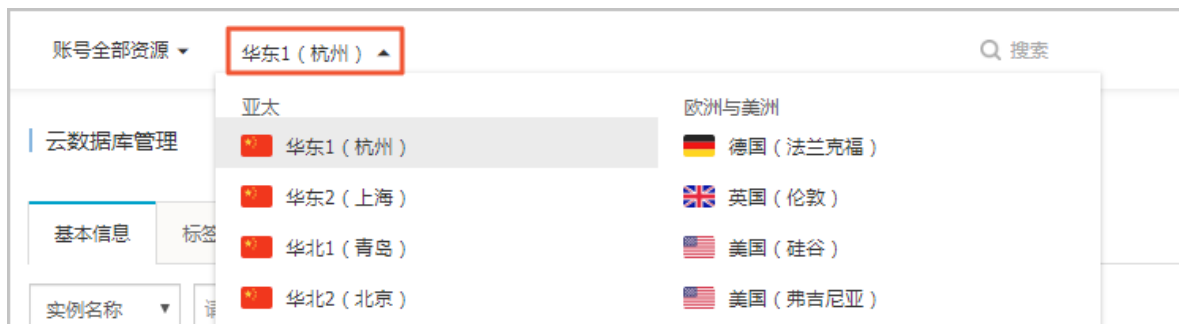 账号全部资源
华东1（杭州）
搜索
亚太
欧洲与美洲
云数据库管理
华东1（杭州）
德国（法兰克福）
华东2（上海）
英国（伦敦）
基本信息
标签
华北1（青岛）
美国（硅谷）
实例名称
华北2（北京）
美国（弗吉尼亚）